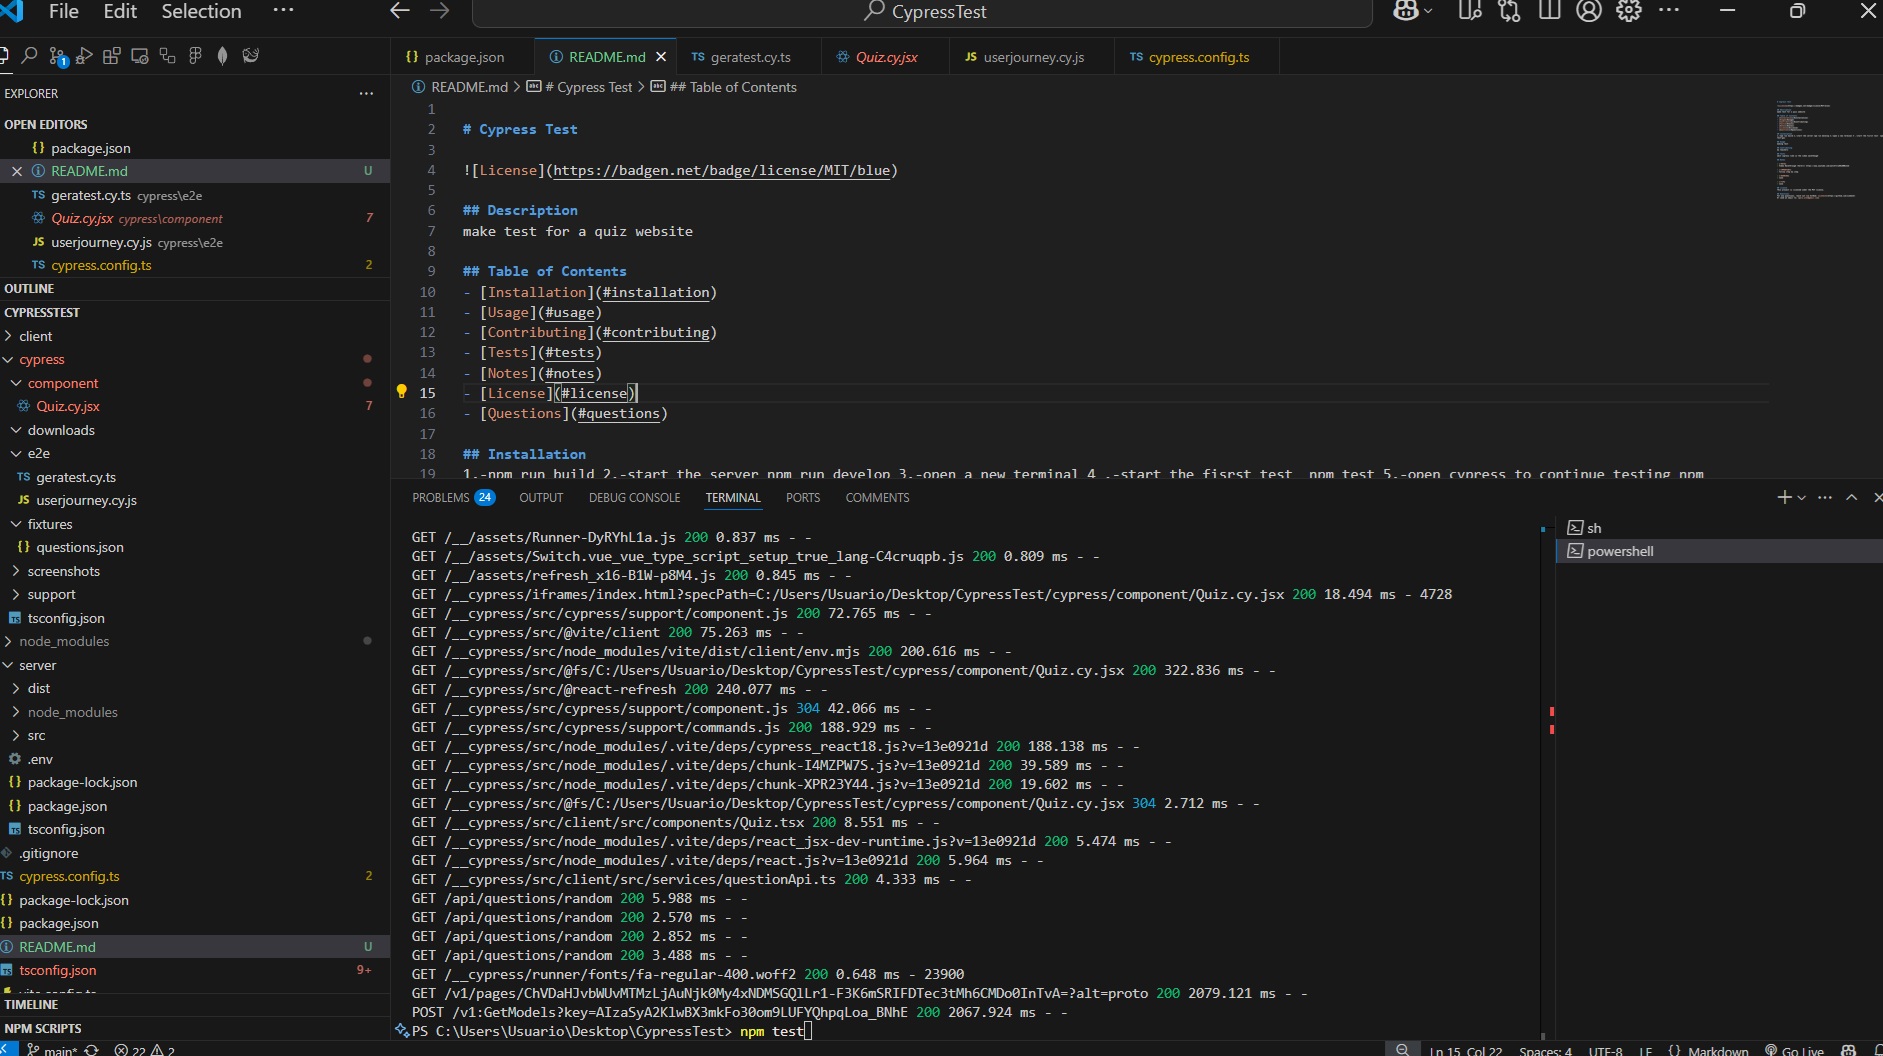 File Edit Selection ··· CypressTest
package.json README.md TS geratest.cy.ts Quiz.cy.jsx JS userjourney.cy.js TS cypress.config.ts
EXPLORER ···
OPEN EDITORS
{} package.json
README.md U
TS geratest.cy.ts cypress\e2e
Quiz.cy.jsx cypress\component 7
JS userjourney.cy.js cypress\e2e
TS cypress.config.ts 2
OUTLINE
CYPRESSTEST
client
cypress
component
Quiz.cy.jsx 7
downloads
e2e
TS geratest.cy.ts
JS userjourney.cy.js
fixtures
{} questions.json
screenshots
support
tsconfig.json
node_modules
server
dist
node_modules
src
.env
{} package-lock.json
{} package.json
tsconfig.json
.gitignore
TS cypress.config.ts 2
{} package-lock.json
{} package.json
README.md U
tsconfig.json 9+
TIMELINE
NPM SCRIPTS
README.md > # Cypress Test > ## Table of Contents
1
2 # Cypress Test
3
4 ![License](https://badgen.net/badge/license/MIT/blue)
5
6 ## Description
7 make test for a quiz website
8
9 ## Table of Contents
10 - [Installation](#installation)
11 - [Usage](#usage)
12 - [Contributing](#contributing)
13 - [Tests](#tests)
14 - [Notes](#notes)
15 - [License](#license)
16 - [Questions](#questions)
17
18 ## Installation
19 1.-npm run build 2.-start the server npm run develop 3.-open a new terminal 4 .-start the fisrst test npm test 5.-open cypress to continue testing npm
PROBLEMS 24 OUTPUT DEBUG CONSOLE TERMINAL PORTS COMMENTS
sh
powershell
GET /__/assets/Runner-DyRYhL1a.js 200 0.837 ms - -
GET /__/assets/Switch.vue_vue_type_script_setup_true_lang-C4cruqpb.js 200 0.809 ms - -
GET /__/assets/refresh_x16-B1W-p8M4.js 200 0.845 ms - -
GET /__cypress/iframes/index.html?specPath=C:/Users/Usuario/Desktop/CypressTest/cypress/component/Quiz.cy.jsx 200 18.494 ms - 4728
GET /__cypress/src/cypress/support/component.js 200 72.765 ms - -
GET /__cypress/src/@vite/client 200 75.263 ms - -
GET /__cypress/src/node_modules/vite/dist/client/env.mjs 200 200.616 ms - -
GET /__cypress/src/@fs/C:/Users/Usuario/Desktop/CypressTest/cypress/component/Quiz.cy.jsx 200 322.836 ms - -
GET /__cypress/src/@react-refresh 200 240.077 ms - -
GET /__cypress/src/cypress/support/component.js 304 42.066 ms - -
GET /__cypress/src/cypress/support/commands.js 200 188.929 ms - -
GET /__cypress/src/node_modules/.vite/deps/cypress_react18.js?v=13e0921d 200 188.138 ms - -
GET /__cypress/src/node_modules/.vite/deps/chunk-I4MZPW7S.js?v=13e0921d 200 39.589 ms - -
GET /__cypress/src/node_modules/.vite/deps/chunk-XPR23Y44.js?v=13e0921d 200 19.602 ms - -
GET /__cypress/src/@fs/C:/Users/Usuario/Desktop/CypressTest/cypress/component/Quiz.cy.jsx 304 2.712 ms - -
GET /__cypress/src/client/src/components/Quiz.tsx 200 8.551 ms - -
GET /__cypress/src/node_modules/.vite/deps/react_jsx-dev-runtime.js?v=13e0921d 200 5.474 ms - -
GET /__cypress/src/node_modules/.vite/deps/react.js?v=13e0921d 200 5.964 ms - -
GET /__cypress/src/client/src/services/questionApi.ts 200 4.333 ms - -
GET /api/questions/random 200 5.988 ms - -
GET /api/questions/random 200 2.570 ms - -
GET /api/questions/random 200 2.852 ms - -
GET /api/questions/random 200 3.488 ms - -
GET /__cypress/runner/fonts/fa-regular-400.woff2 200 0.648 ms - 23900
GET /v1/pages/ChVDaHJvbWUvMTMzLjAuNjk0My4xNDMSGQlLr1-F3K6mSRIFDTec3tMh6CMDo0InTvA=?alt=proto 200 2079.121 ms - -
POST /v1:GetModels?key=AIzaSyA2KlwBX3mkFo30om9LUFYQhpqLoa_BNhE 200 2067.924 ms - -
PS C:\Users\Usuario\Desktop\CypressTest> npm test
main* 22 2 Ln 15, Col 22 Spaces: 4 UTF-8 LF {} Markdown Go Live